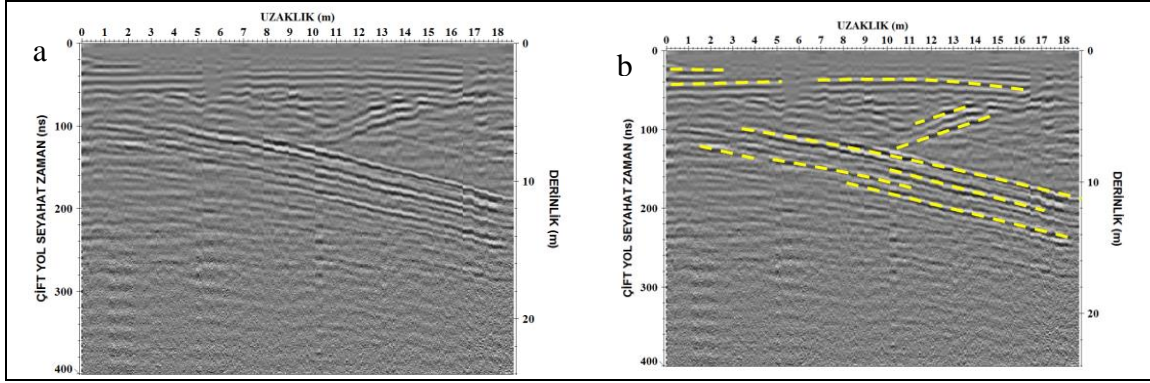 UZAKLIK (m)
0 1 2 3 4 5 6 7 8 9 10 11 12 13 14 15 16 17 18
a
0
100
200
300
400
ÇİFT YOL SEYAHAT ZAMAN (ns)
0
10
20
DERİNLİK (m)
UZAKLIK (m)
0 1 2 3 4 5 6 7 8 9 10 11 12 13 14 15 16 17 18
b
0
100
200
300
400
ÇİFT YOL SEYAHAT ZAMAN (ns)
0
10
20
DERİNLİK (m)